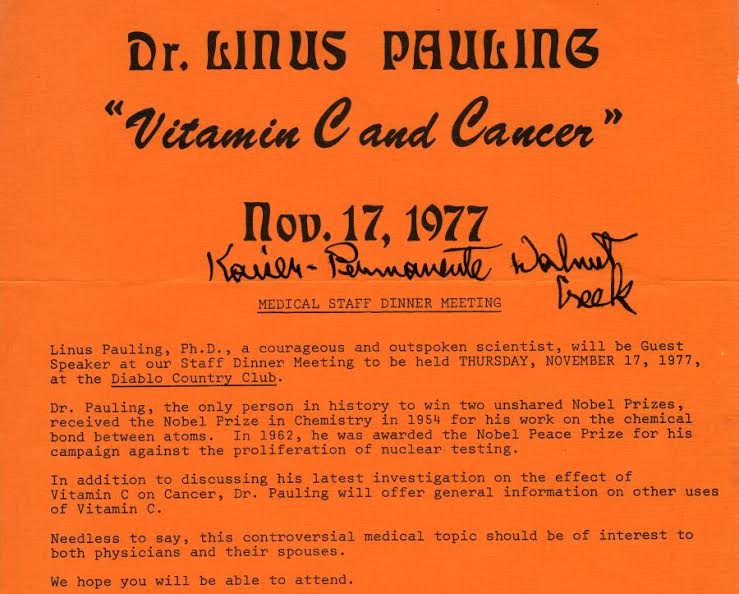 Dr. LINUS PAULING
"Vitamin C and Cancer"
Nov. 17, 1977
Kaiser-Permanente Walnut
Creek
MEDICAL STAFF DINNER MEETING
Linus Pauling, Ph.D., a courageous and outspoken scientist, will be Guest
Speaker at our Staff Dinner Meeting to be held THURSDAY, NOVEMBER 17, 1977,
at the Diablo Country Club.
Dr. Pauling, the only person in history to win two unshared Nobel Prizes,
received the Nobel Prize in Chemistry in 1954 for his work on the chemical
bond between atoms.  In 1962, he was awarded the Nobel Peace Prize for his
campaign against the proliferation of nuclear testing.
In addition to discussing his latest investigation on the effect of
Vitamin C on Cancer, Dr. Pauling will offer general information on other uses
of Vitamin C.
Needless to say, this controversial medical topic should be of interest to
both physicians and their spouses.
We hope you will be able to attend.